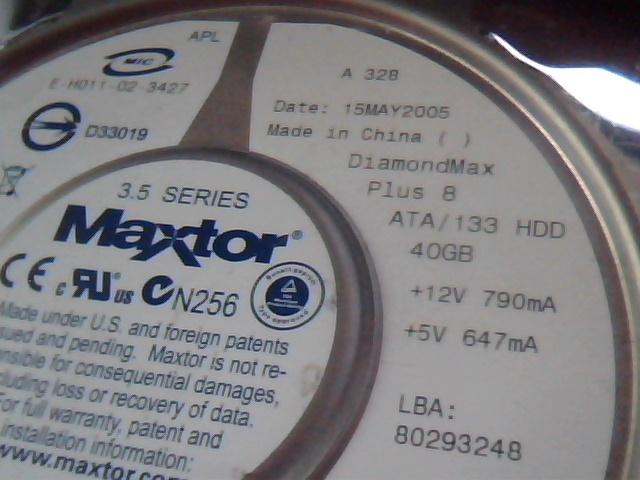 APL
MIC
E-H011-02-3427
D33019
A 328
Date: 15MAY2005
Made in China ( )
DiamondMax
Plus 8
ATA/133 HDD
40GB
+12V 790mA
+5V 647mA
LBA:
80293248
3.5 SERIES
Maxtor®
CE c RU® us N256
Made under U.S. and foreign patents
sued and pending. Maxtor is not re-
nsible for consequential damages,
luding loss or recovery of data.
For full warranty, patent and
installation information:
www.maxtor.